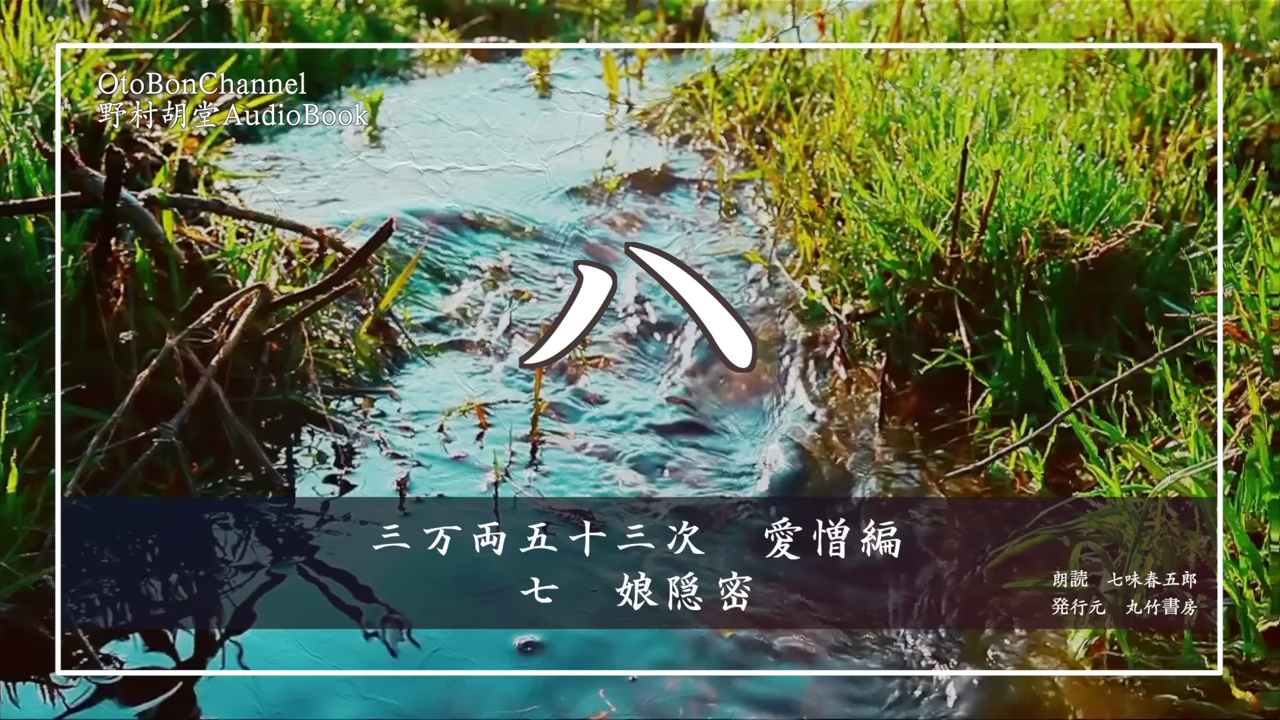 OtoBonChannel
野村胡堂AudioBook
八
三万両五十三次　愛憎編
七　娘隠密
朗読　七味春五郎
発行元　丸竹書房